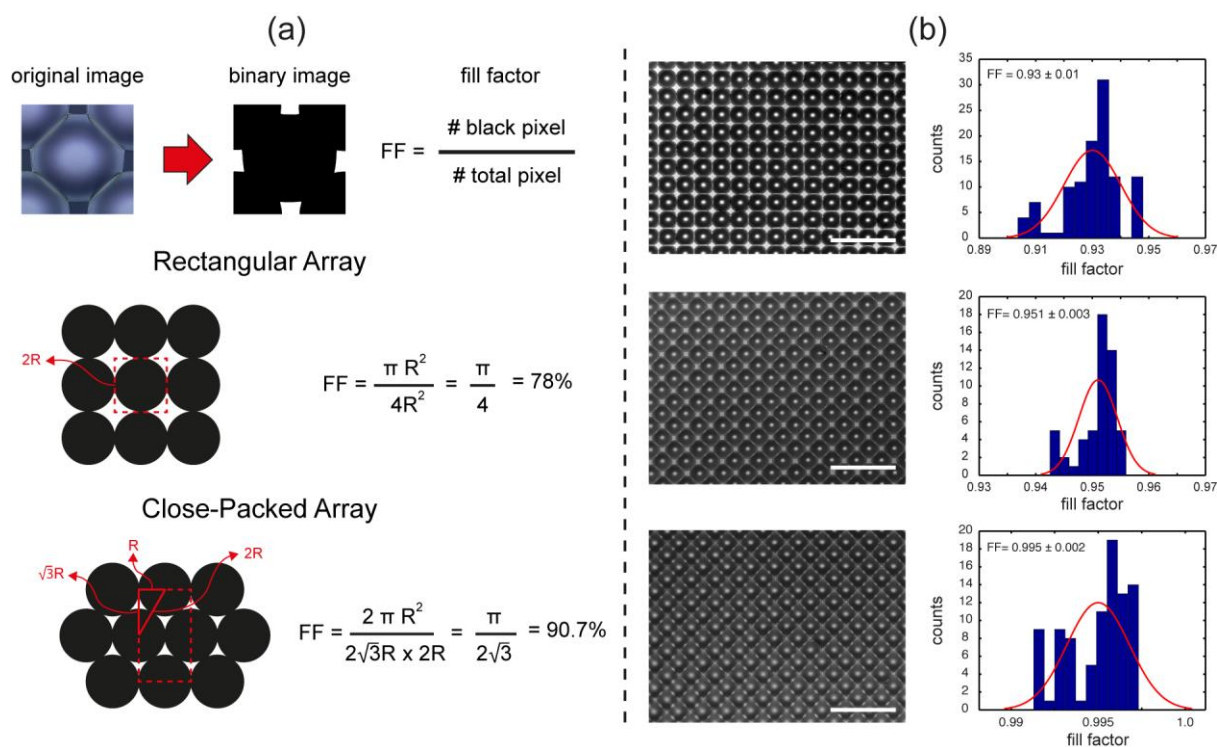 (a)
original image
binary image
fill factor
FF = # black pixel / # total pixel
Rectangular Array
2R
FF = π R² / 4R² = π / 4 = 78%
Close-Packed Array
R
2R
√3R
FF = 2 π R² / 2√3R x 2R = π / 2√3 = 90.7%
(b)
FF = 0.93 ± 0.01
counts
35
30
25
20
15
10
5
0
0.89 0.91 0.93 0.95 0.97
fill factor
FF= 0.951 ± 0.003
counts
20
18
16
14
12
10
8
6
4
2
0
0.93 0.94 0.95 0.96 0.97
fill factor
FF= 0.995 ± 0.002
counts
20
18
16
14
12
10
8
6
4
2
0
0.99 0.995 1.0
fill factor